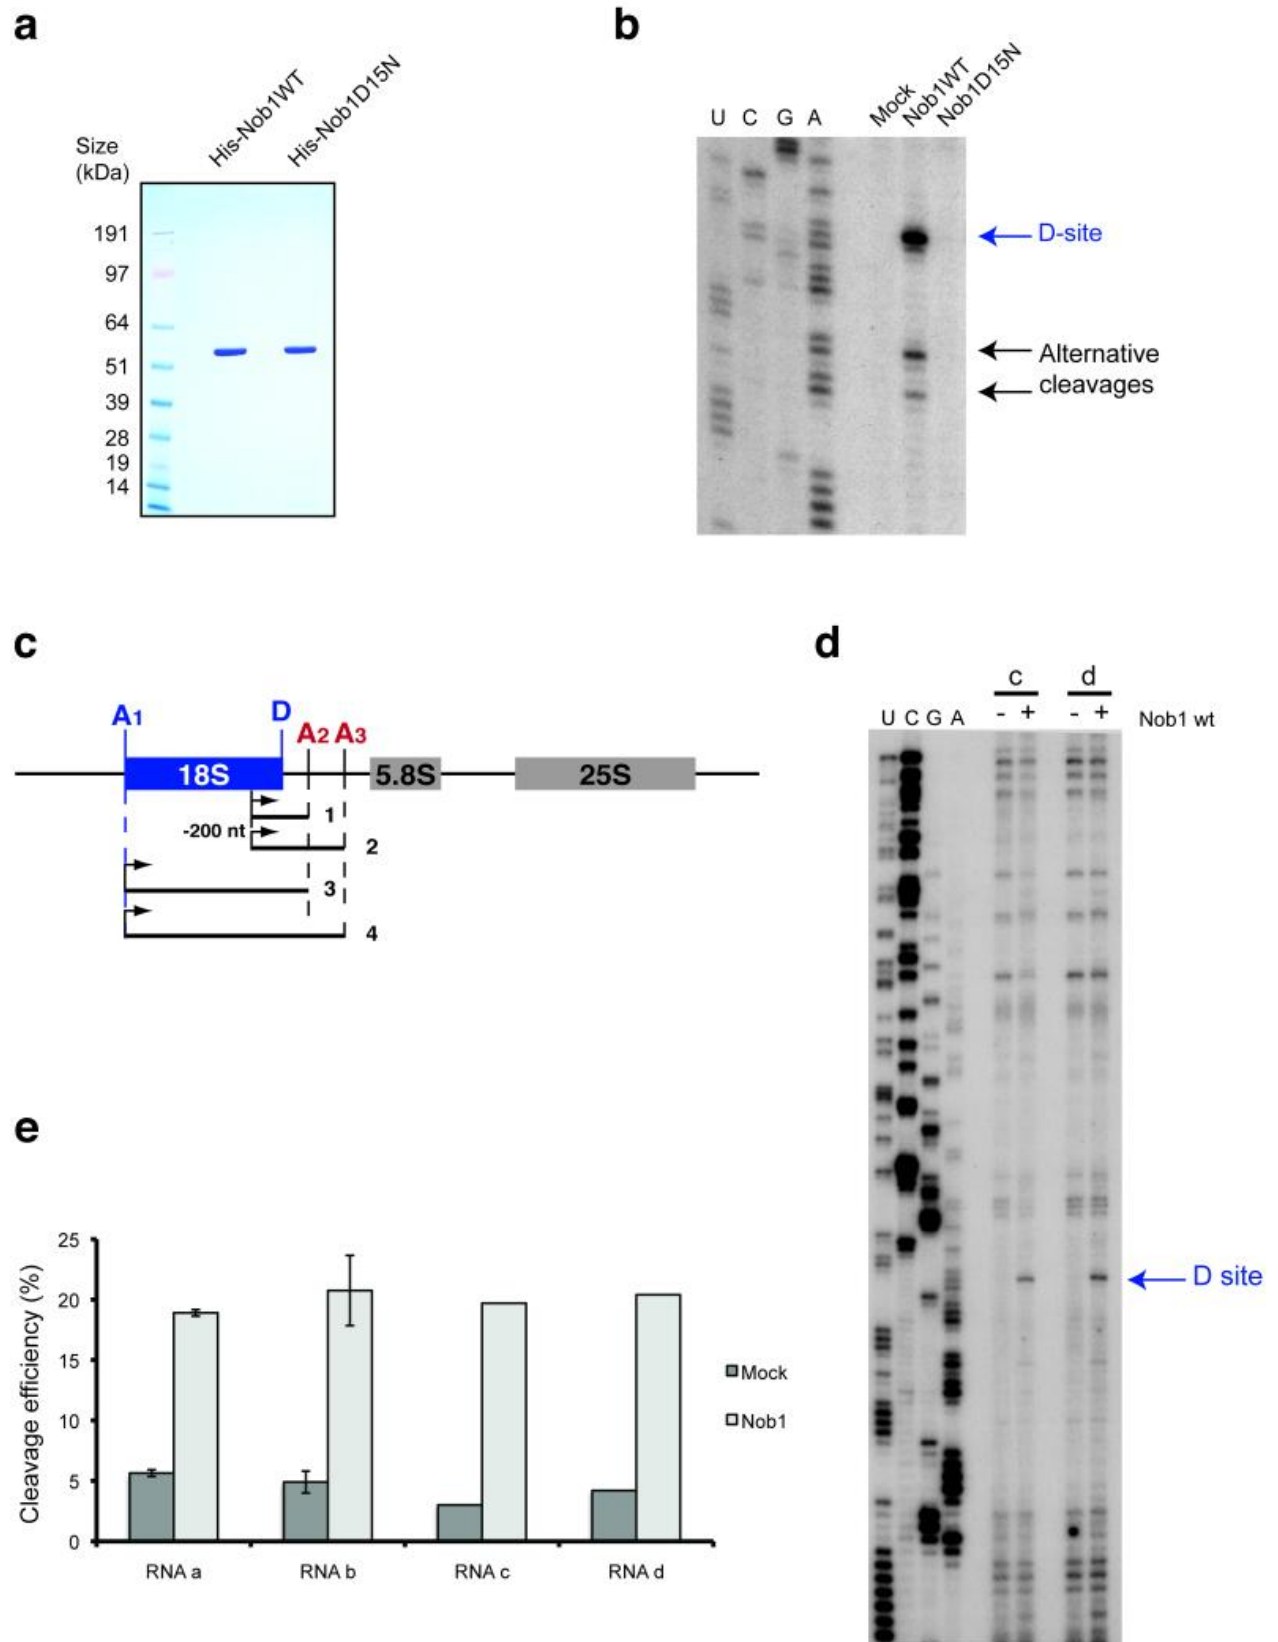 a
Size
(kDa)
His-Nob1WT
His-Nob1D15N
191
97
64
51
39
28
19
14
b
U C G A
Mock
Nob1WT
Nob1D15N
D-site
Alternative
cleavages
c
A1 D A2 A3
18S 5.8S 25S
1
-200 nt
2
3
4
d
c d
U C G A - + - + Nob1 wt
D site
e
Cleavage efficiency (%)
25
20
15
10
5
0
Mock
Nob1
RNA a RNA b RNA c RNA d